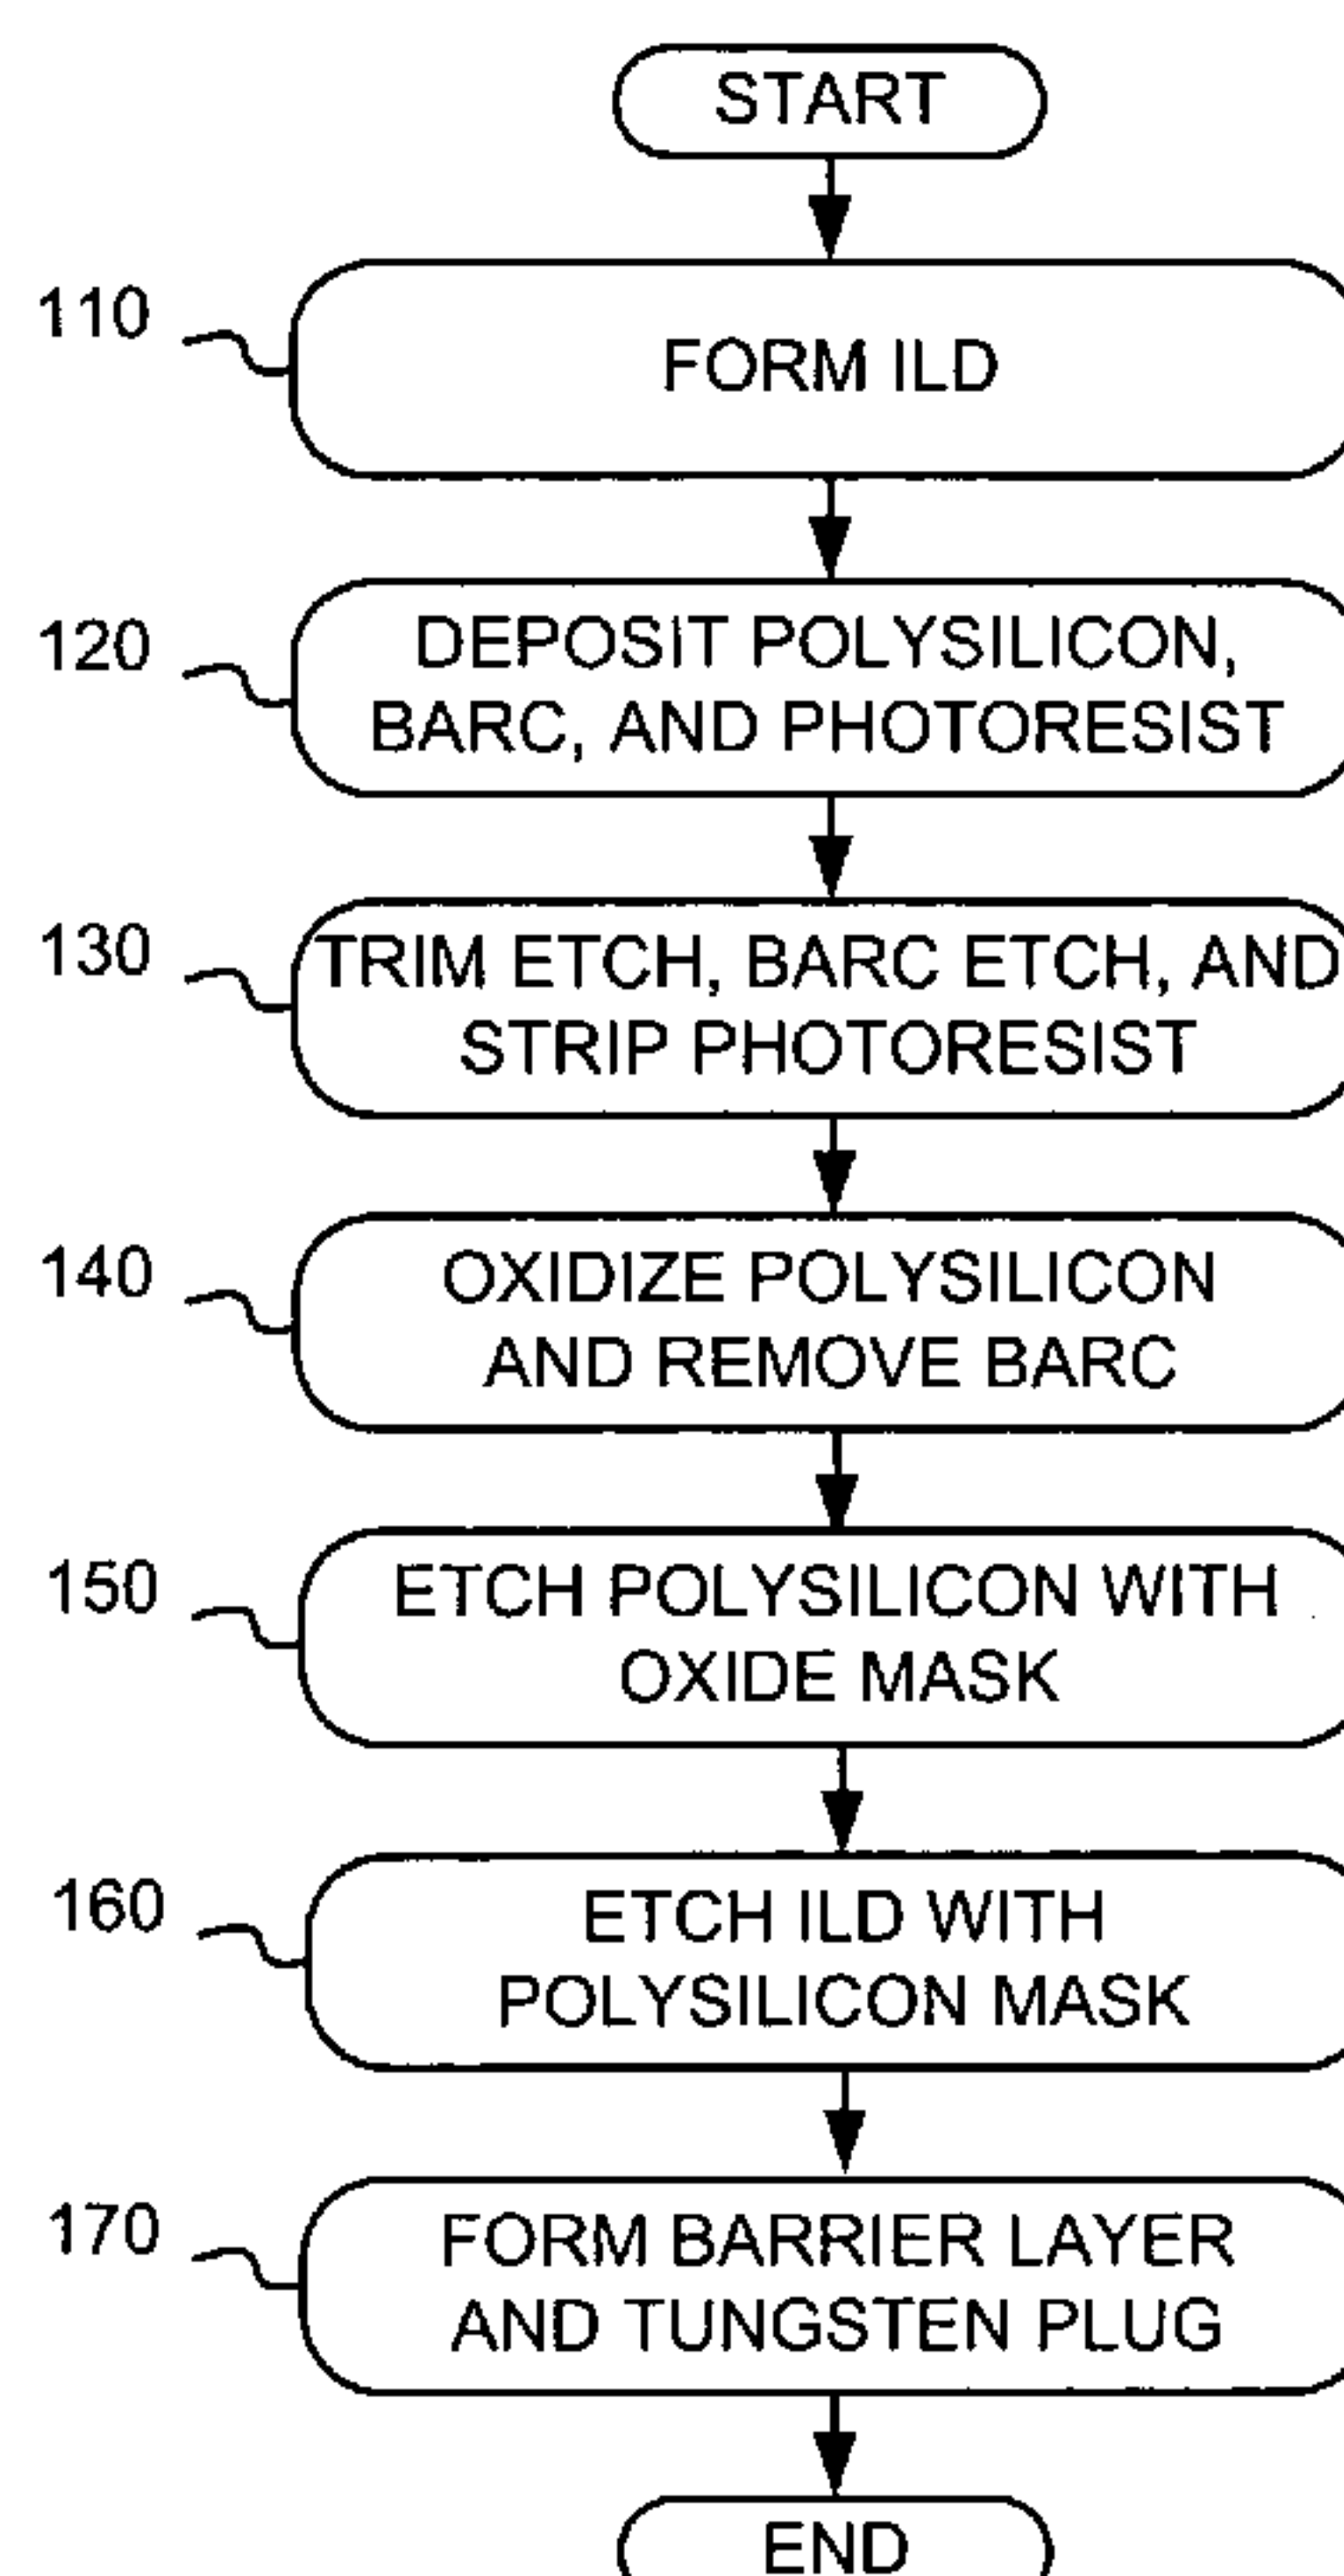 START
110
FORM ILD
120
DEPOSIT POLYSILICON,
BARC, AND PHOTORESIST
130
TRIM ETCH, BARC ETCH, AND
STRIP PHOTORESIST
140
OXIDIZE POLYSILICON
AND REMOVE BARC
150
ETCH POLYSILICON WITH
OXIDE MASK
160
ETCH ILD WITH
POLYSILICON MASK
170
FORM BARRIER LAYER
AND TUNGSTEN PLUG
END